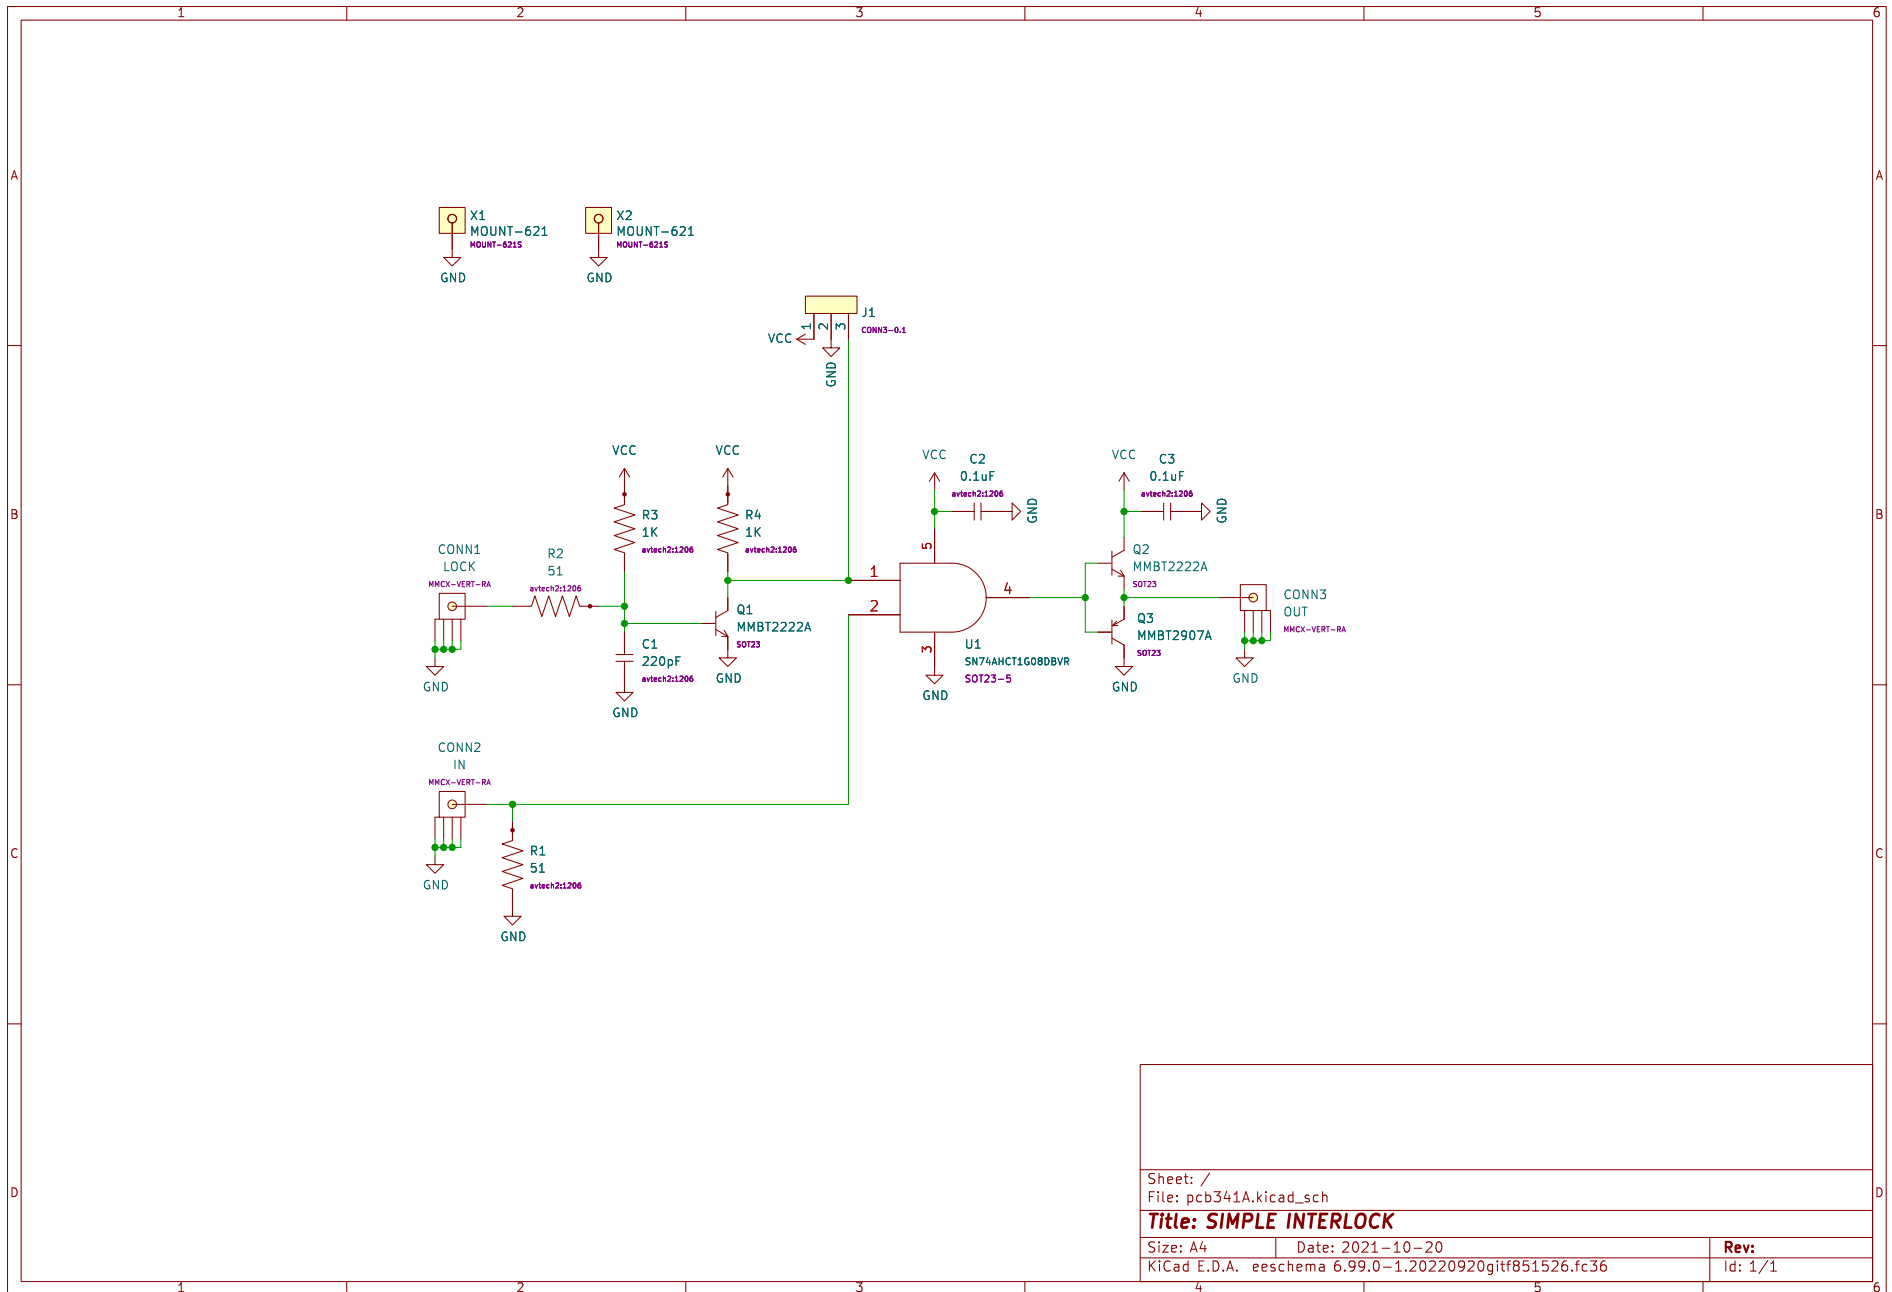 1 2 3 4 5 6
A A
X1
MOUNT-621
MOUNT-621S
GND
X2
MOUNT-621
MOUNT-621S
GND
J1
CONN3-0.1
1 2 3
VCC
GND
B B
VCC
R3
1K
avtech2:1206
VCC
R4
1K
avtech2:1206
CONN1
LOCK
MMCX-VERT-RA
GND
R2
51
avtech2:1206
C1
220pF
avtech2:1206
GND
Q1
MMBT2222A
SOT23
GND
VCC
C2
0.1uF
avtech2:1206
GND
5
1
2
4
3
U1
SN74AHCT1G08DBVR
SOT23-5
GND
VCC
C3
0.1uF
avtech2:1206
GND
Q2
MMBT2222A
SOT23
Q3
MMBT2907A
SOT23
GND
CONN3
OUT
MMCX-VERT-RA
GND
CONN2
IN
MMCX-VERT-RA
GND
C C
R1
51
avtech2:1206
GND
D D
Sheet: /
File: pcb341A.kicad_sch
Title: SIMPLE INTERLOCK
Size: A4 Date: 2021-10-20 Rev:
KiCad E.D.A. eeschema 6.99.0-1.20220920gitf851526.fc36 Id: 1/1
1 2 3 4 5 6